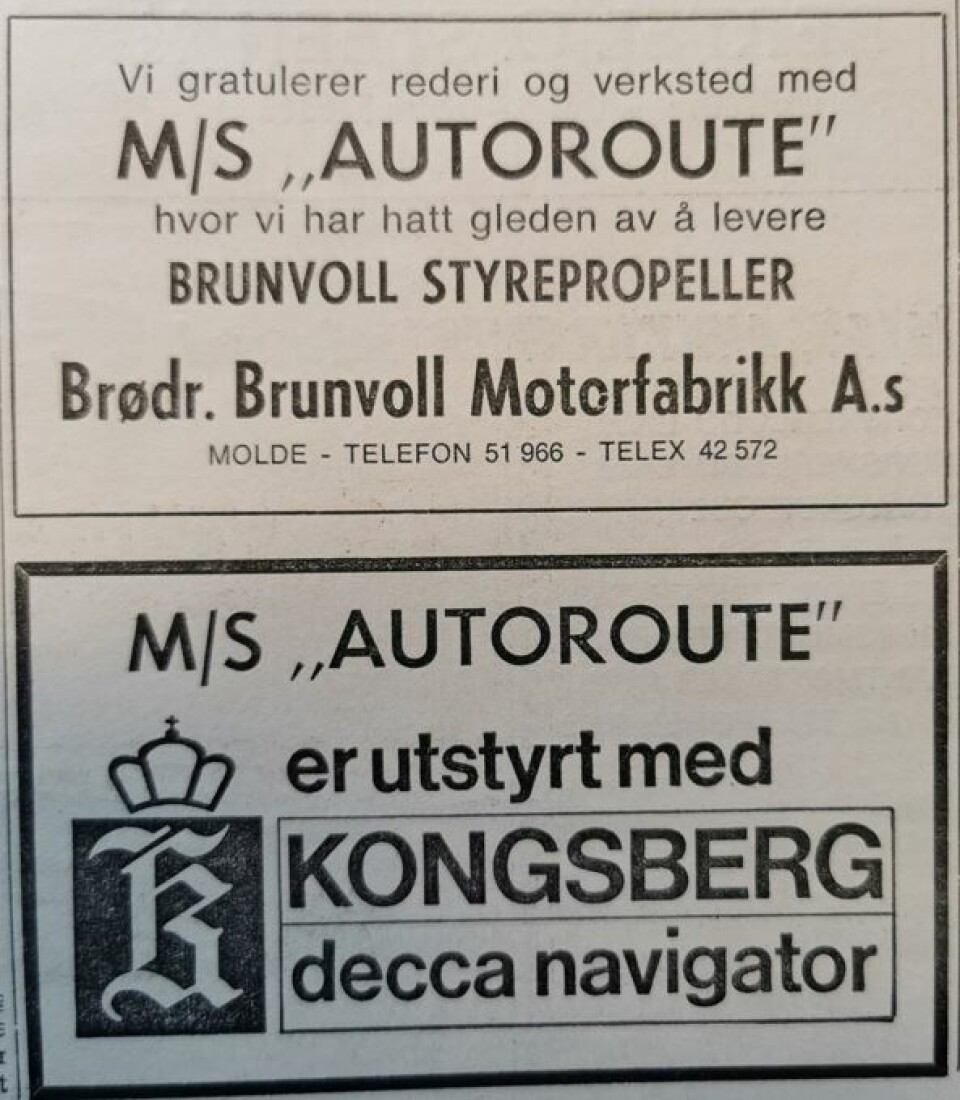 Vi gratulerer rederi og verksted med
M/S „AUTOROUTE"
hvor vi har hatt gleden av å levere
BRUNVOLL STYREPROPELLER
Brødr. Brunvoll Motorfabrikk A.s
MOLDE - TELEFON 51 966 - TELEX 42 572
M/S „AUTOROUTE"
er utstyrt med
K
KONGSBERG
decca navigator